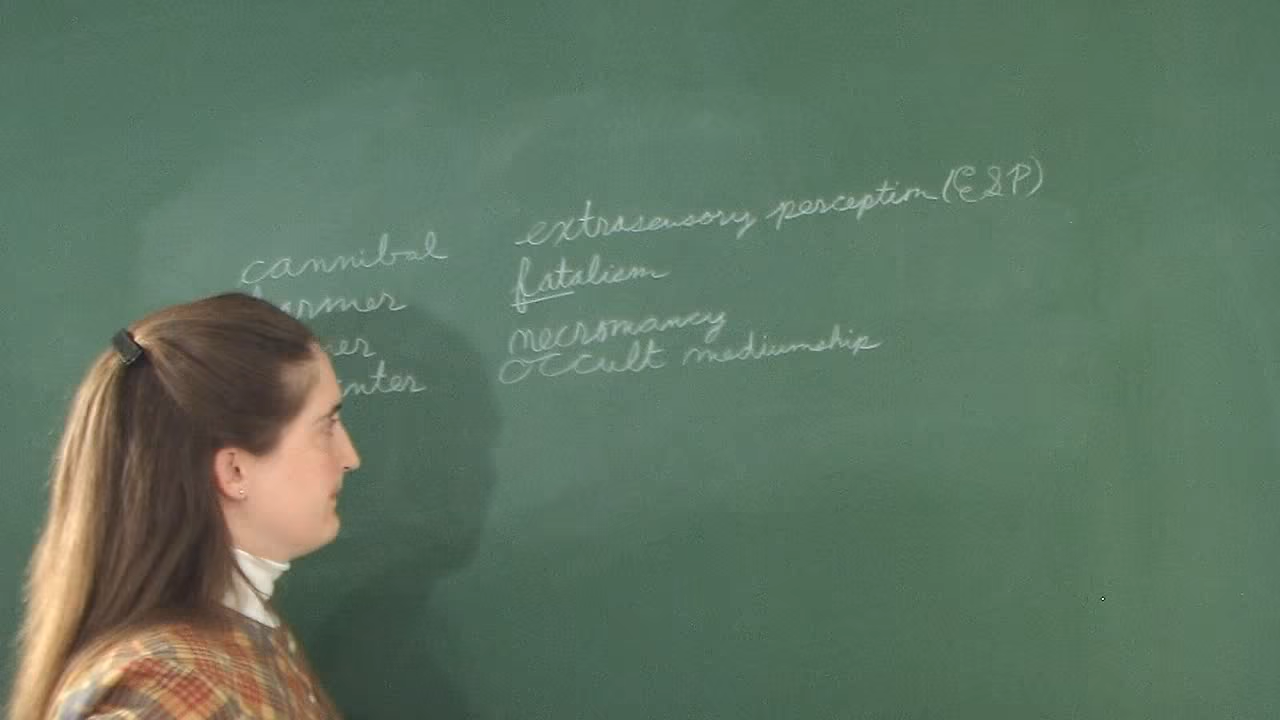 cannibal
extrasensory perception (ESP)
fatalism
necromancy
occult mediumship